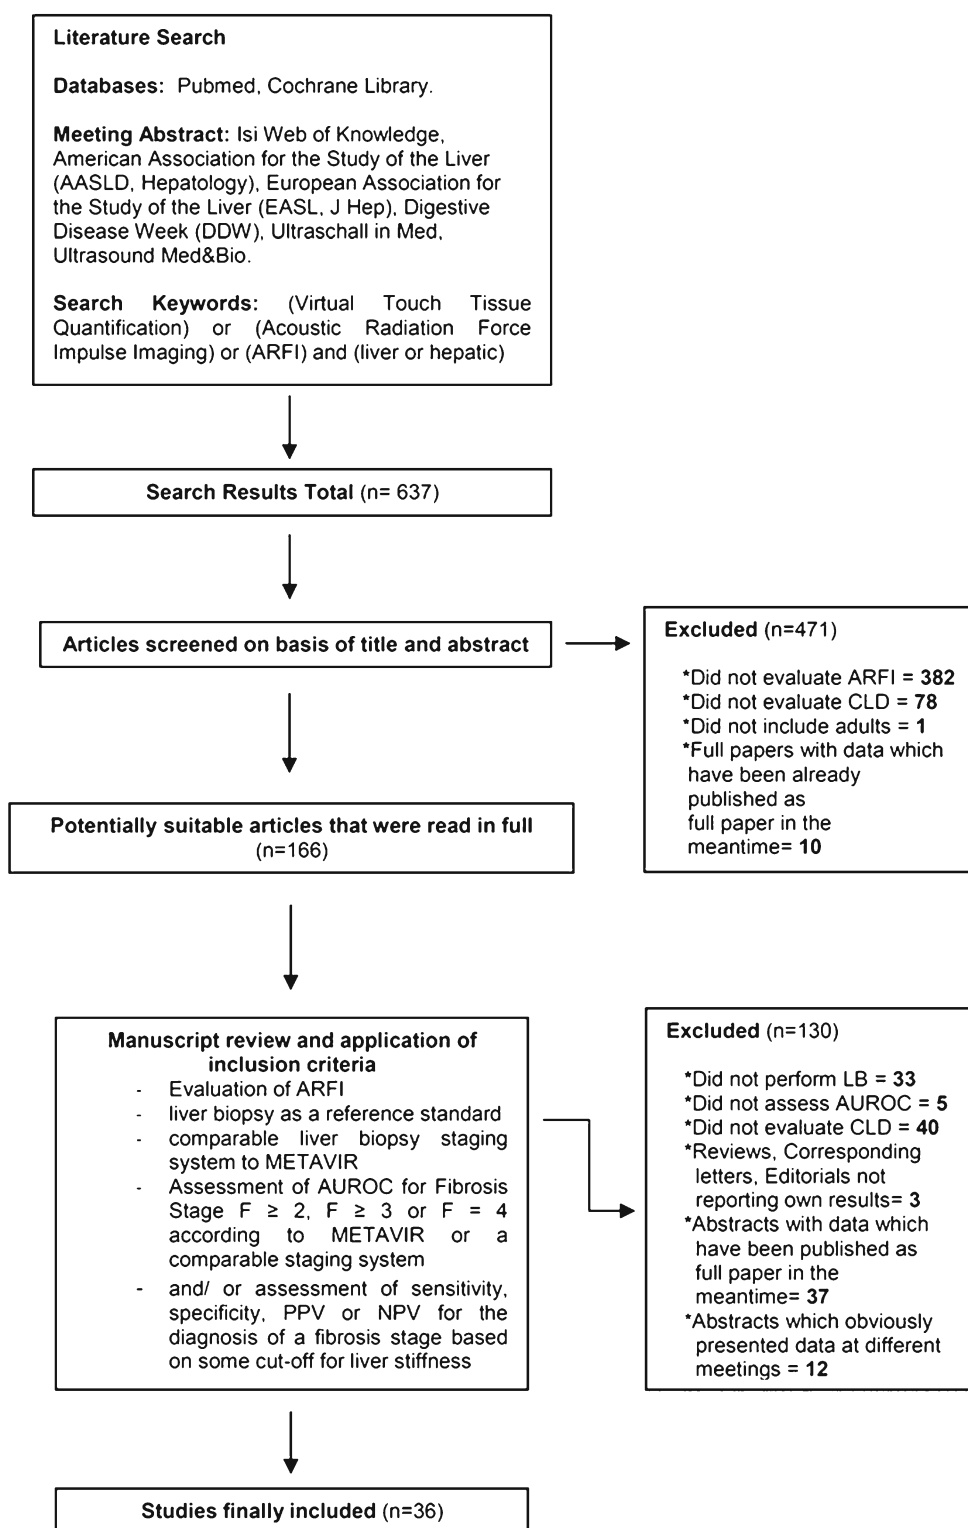 Literature Search
Databases: Pubmed, Cochrane Library.
Meeting Abstract: Isi Web of Knowledge,
American Association for the Study of the Liver
(AASLD, Hepatology), European Association for
the Study of the Liver (EASL, J Hep), Digestive
Disease Week (DDW), Ultraschall in Med,
Ultrasound Med&Bio.
Search Keywords: (Virtual Touch Tissue
Quantification) or (Acoustic Radiation Force
Impulse Imaging) or (ARFI) and (liver or hepatic)
Search Results Total (n= 637)
Articles screened on basis of title and abstract
Excluded (n=471)
*Did not evaluate ARFI = 382
*Did not evaluate CLD = 78
*Did not include adults = 1
*Full papers with data which
have been already
published as
full paper in the
meantime= 10
Potentially suitable articles that were read in full
(n=166)
Manuscript review and application of
inclusion criteria
- Evaluation of ARFI
- liver biopsy as a reference standard
- comparable liver biopsy staging
system to METAVIR
- Assessment of AUROC for Fibrosis
Stage F ≥ 2, F ≥ 3 or F = 4
according to METAVIR or a
comparable staging system
- and/ or assessment of sensitivity,
specificity, PPV or NPV for the
diagnosis of a fibrosis stage based
on some cut-off for liver stiffness
Excluded (n=130)
*Did not perform LB = 33
*Did not assess AUROC = 5
*Did not evaluate CLD = 40
*Reviews, Corresponding
letters, Editorials not
reporting own results= 3
*Abstracts with data which
have been published as
full paper in the
meantime= 37
*Abstracts which obviously
presented data at different
meetings = 12
Studies finally included (n=36)